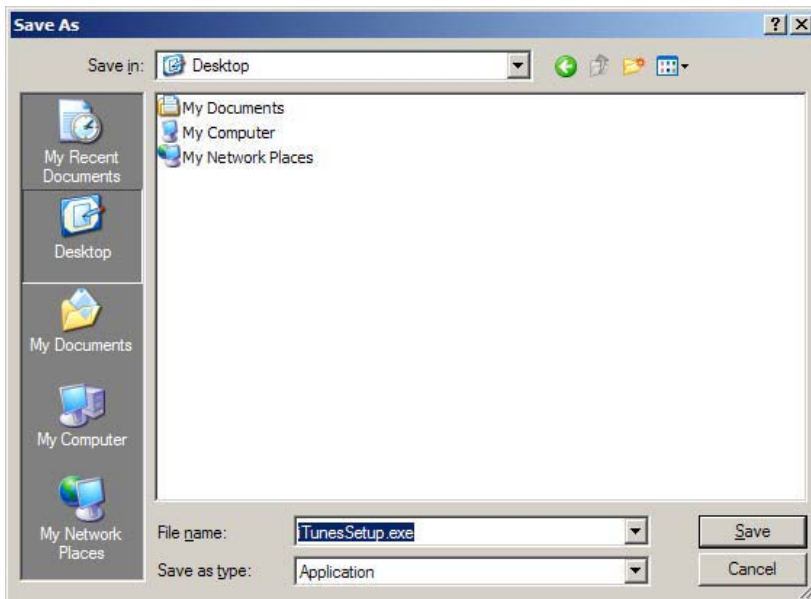 Save As
Save in:
Desktop
My Recent
Documents
Desktop
My Documents
My Computer
My Network
Places
My Documents
My Computer
My Network Places
File name:
iTunesSetup.exe
Save
Save as type:
Application
Cancel